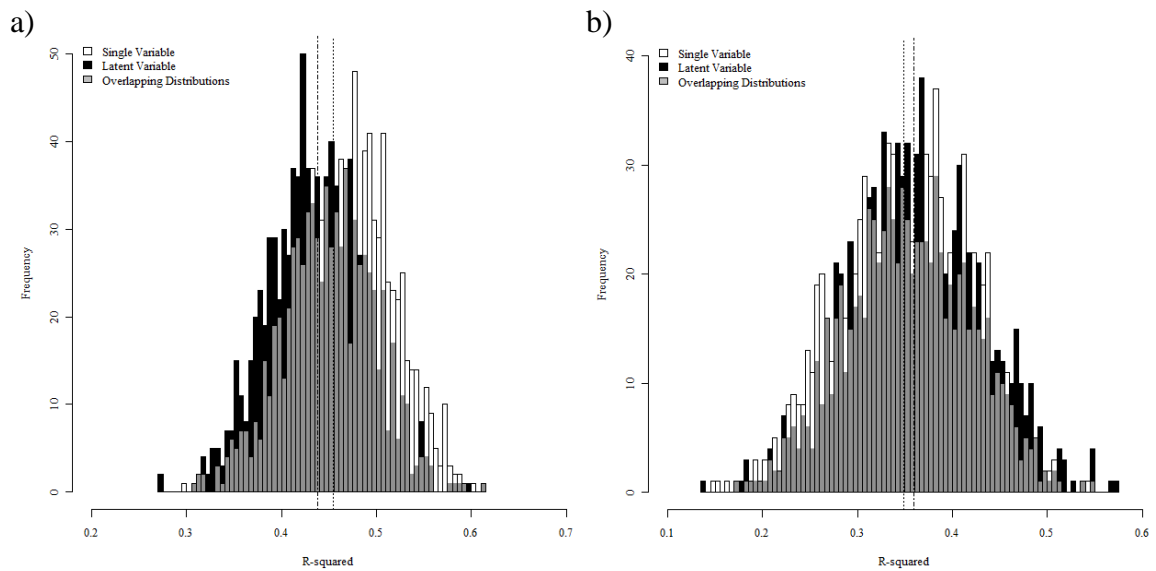 a)
Single Variable
Latent Variable
Overlapping Distributions
Frequency
50
40
30
20
10
0
0.2 0.3 0.4 0.5 0.6 0.7
R-squared
b)
Single Variable
Latent Variable
Overlapping Distributions
Frequency
40
30
20
10
0
0.1 0.2 0.3 0.4 0.5 0.6
R-squared